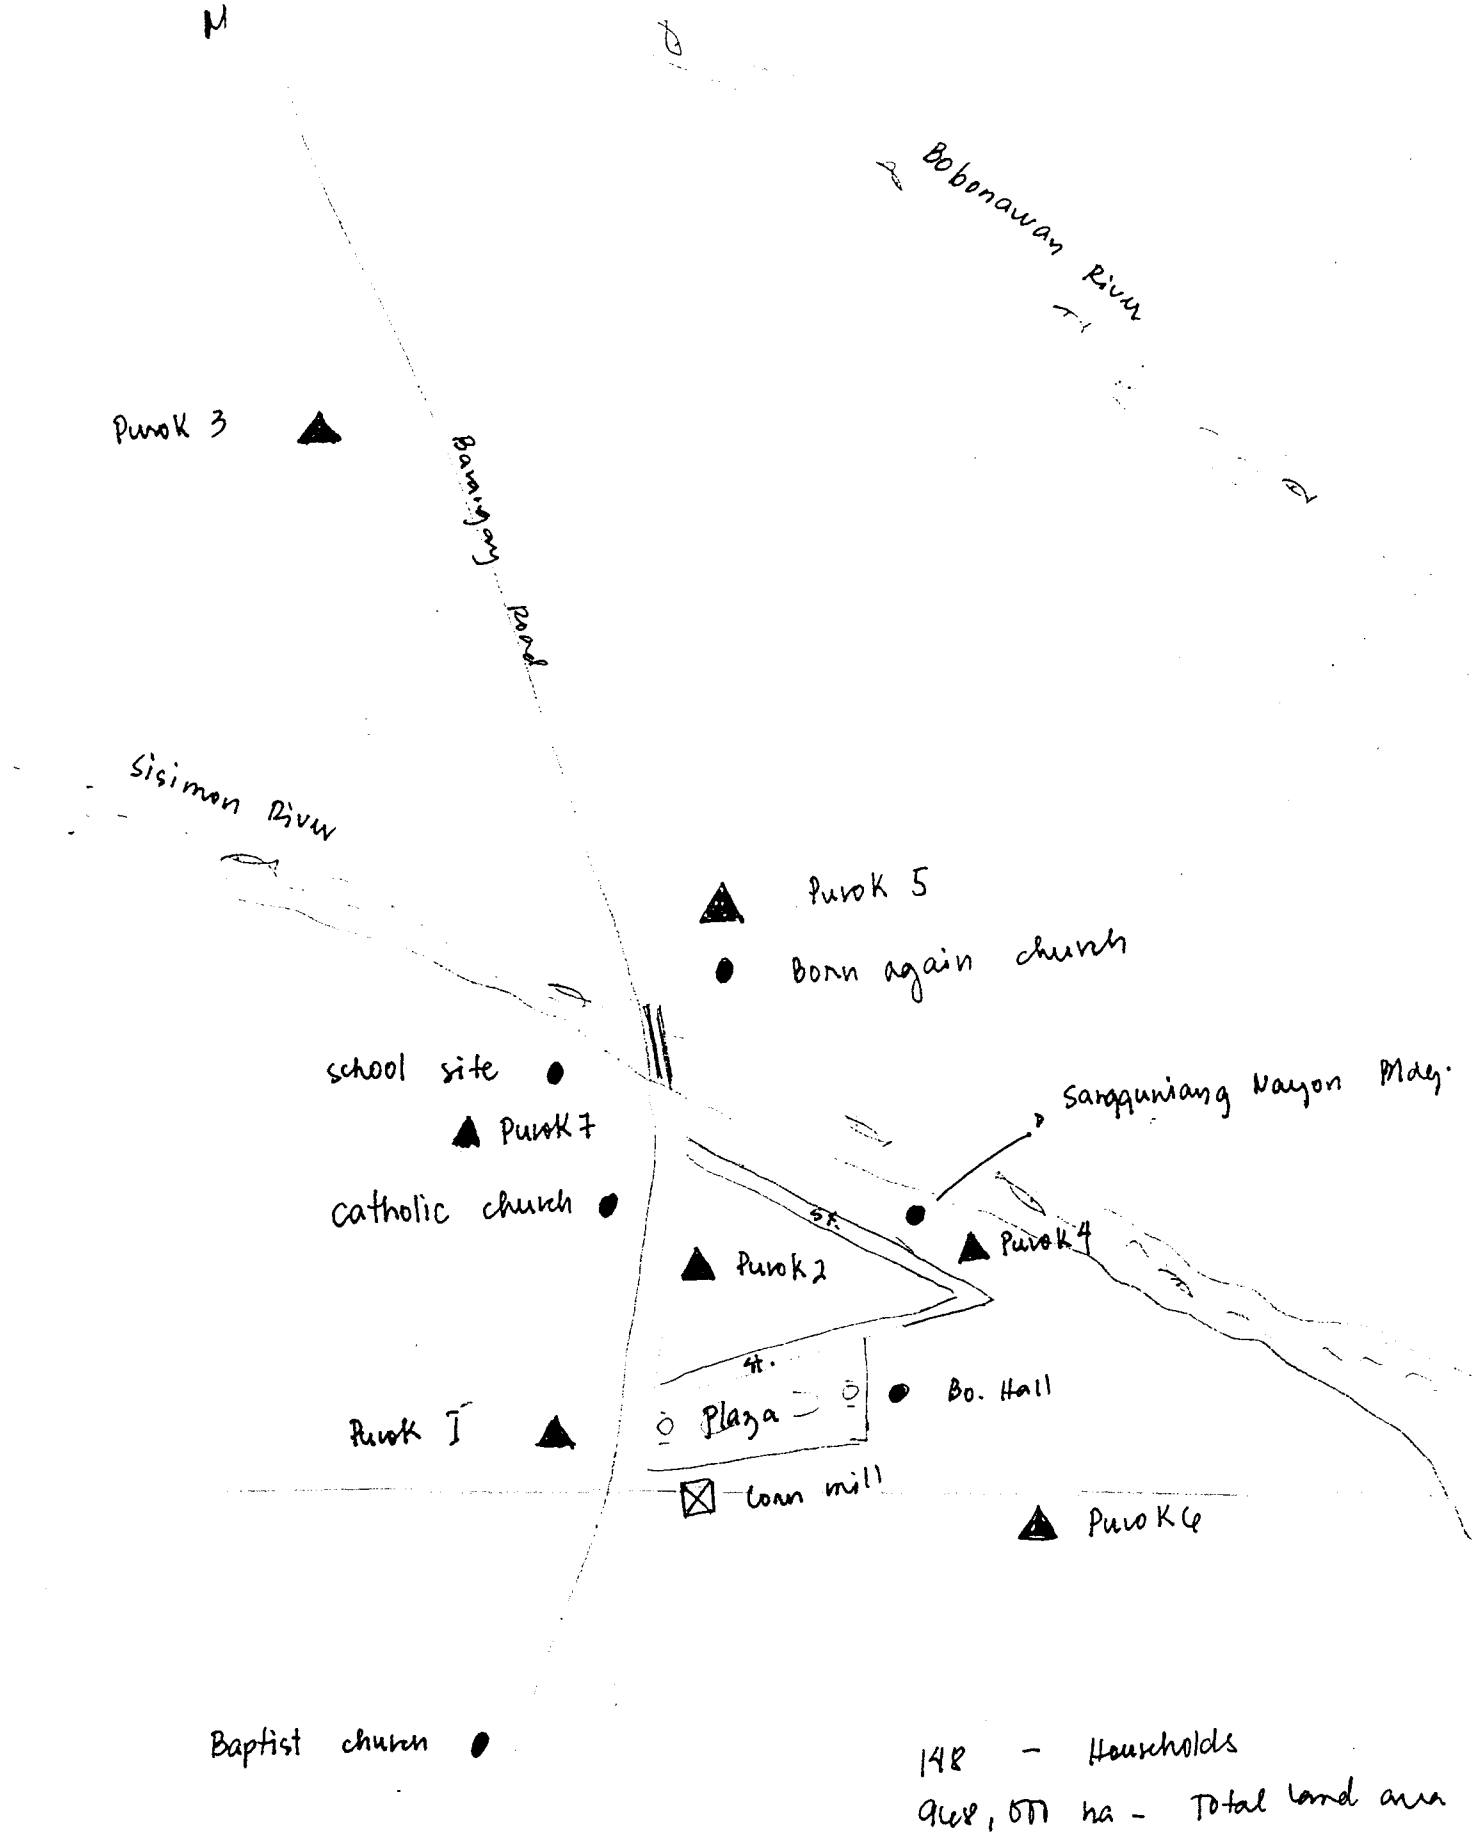 N
Bobonawan River
Purok 3
Barangay Road
Sisimon River
Purok 5
Born again church
school site
Sangguniang Nayon Bldg.
Purok 7
catholic church
st.
Purok 4
Purok 2
st.
Plaza
Bo. Hall
Purok I
Corn mill
Purok 6
Baptist church
148 - Households
ha - Total land area